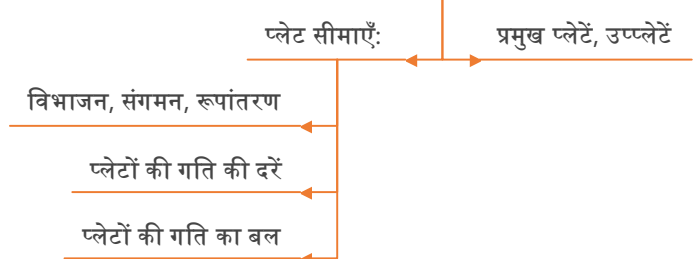 प्लेट सीमाएँ:
प्रमुख प्लेटें, उप्प्लेटें
विभाजन, संगमन, रूपांतरण
प्लेटों की गति की दरें
प्लेटों की गति का बल